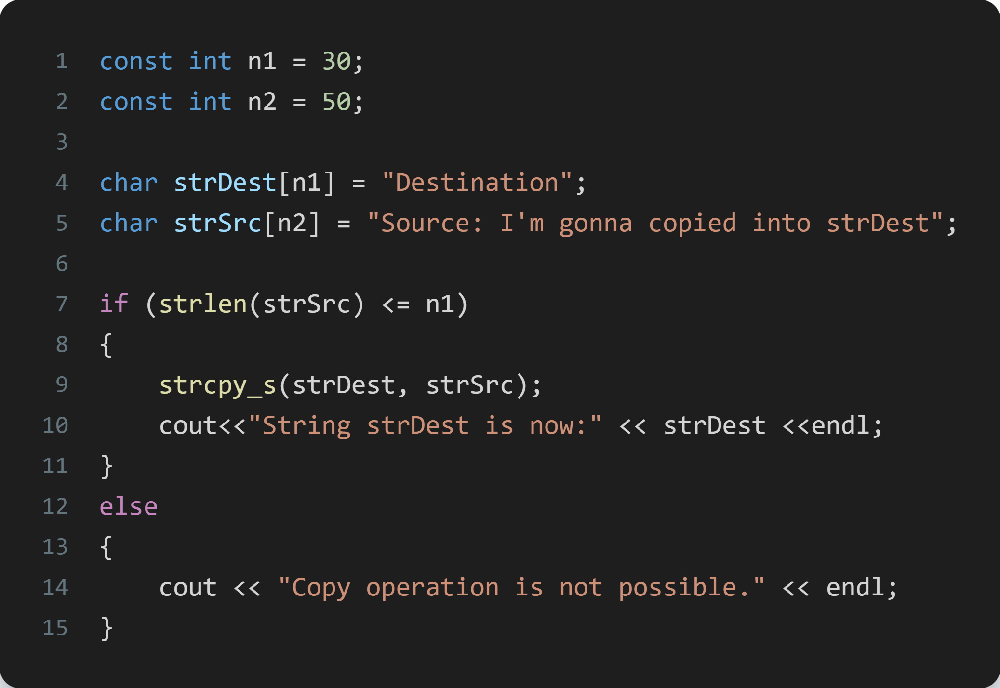 1 const int n1 = 30;
2 const int n2 = 50;
3
4 char strDest[n1] = "Destination";
5 char strSrc[n2] = "Source: I'm gonna copied into strDest";
6
7 if (strlen(strSrc) <= n1)
8 {
9     strcpy_s(strDest, strSrc);
10     cout<<"String strDest is now:" << strDest <<endl;
11 }
12 else
13 {
14     cout << "Copy operation is not possible." << endl;
15 }